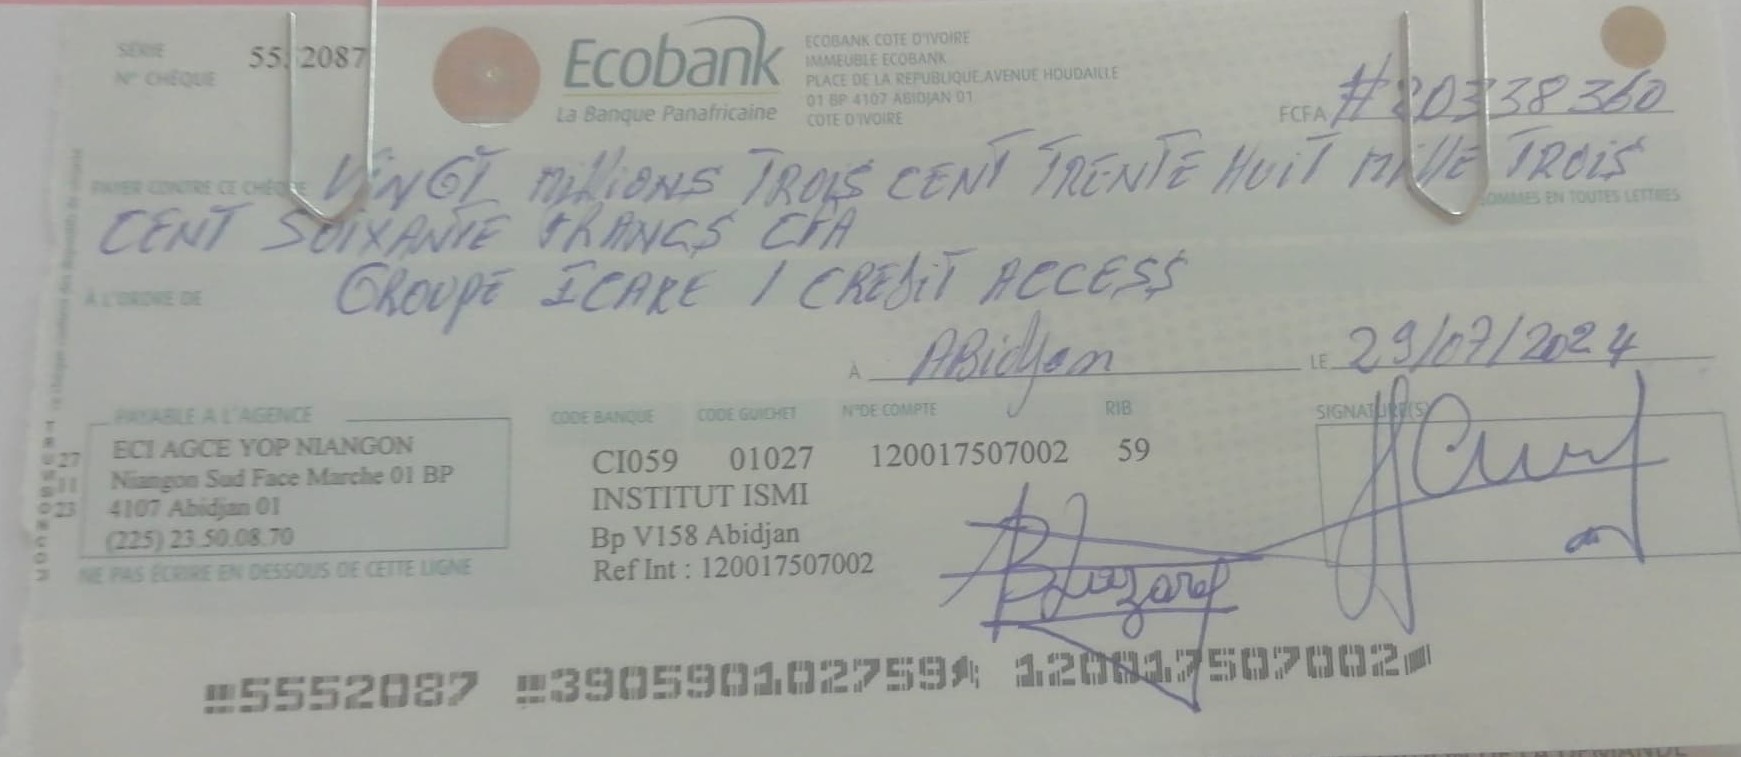 SÉRIE
N° CHÈQUE
55 2087
Ecobank
La Banque Panafricaine
ECOBANK COTE D'IVOIRE
IMMEUBLE ECOBANK
PLACE DE LA REPUBLIQUE,AVENUE HOUDAILLE
01 BP 4107 ABIDJAN 01
COTE D'IVOIRE
FCFA #20338360
PAYER CONTRE CE CHÈQUE VINGT MILLIONS TROIS CENT TRENTE HUIT MILLE TROIS
SOMMES EN TOUTES LETTRES
CENT SOIXANTE FRANCS CFA
À L'ORDRE DE GROUPE ICARE / CREDIT ACCESS
À ABidjan LE 29/07/2024
PAYABLE A L'AGENCE
ECI AGCE YOP NIANGON
Niangon Sud Face Marche 01 BP
4107 Abidjan 01
(225) 23.50.08.70
NE PAS ÉCRIRE EN DESSOUS DE CETTE LIGNE
CODE BANQUE CODE GUICHET N°DE COMPTE RIB
CI059 01027 120017507002 59
INSTITUT ISMI
Bp V158 Abidjan
Ref Int : 120017507002
SIGNATURE(S)
27
11
23
5552087 390590102759 120017507002